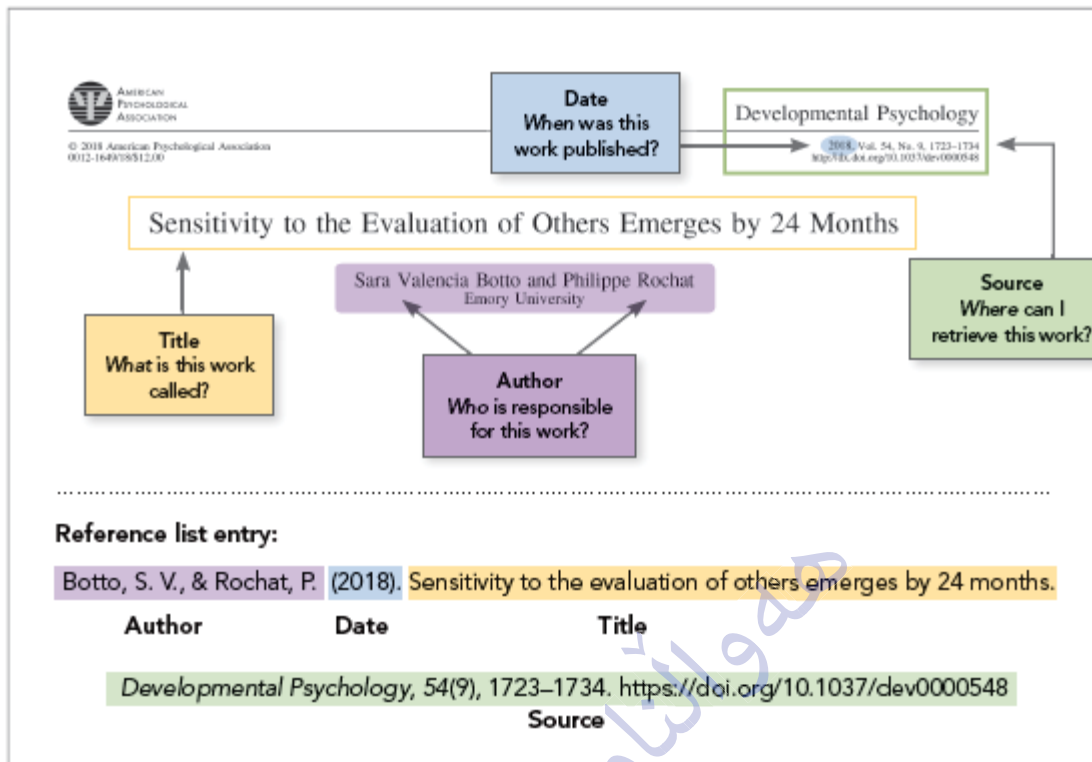 AMERICAN
PSYCHOLOGICAL
ASSOCIATION
© 2018 American Psychological Association
0012-1649/18/$12.00
Date
When was this
work published?
Developmental Psychology
2018, Vol. 54, No. 9, 1723–1734
http://dx.doi.org/10.1037/dev0000548
Sensitivity to the Evaluation of Others Emerges by 24 Months
Sara Valencia Botto and Philippe Rochat
Emory University
Source
Where can I
retrieve this work?
Title
What is this work
called?
Author
Who is responsible
for this work?
Reference list entry:
Botto, S. V., & Rochat, P. (2018). Sensitivity to the evaluation of others emerges by 24 months.
Author Date Title
Developmental Psychology, 54(9), 1723–1734. https://doi.org/10.1037/dev0000548
Source